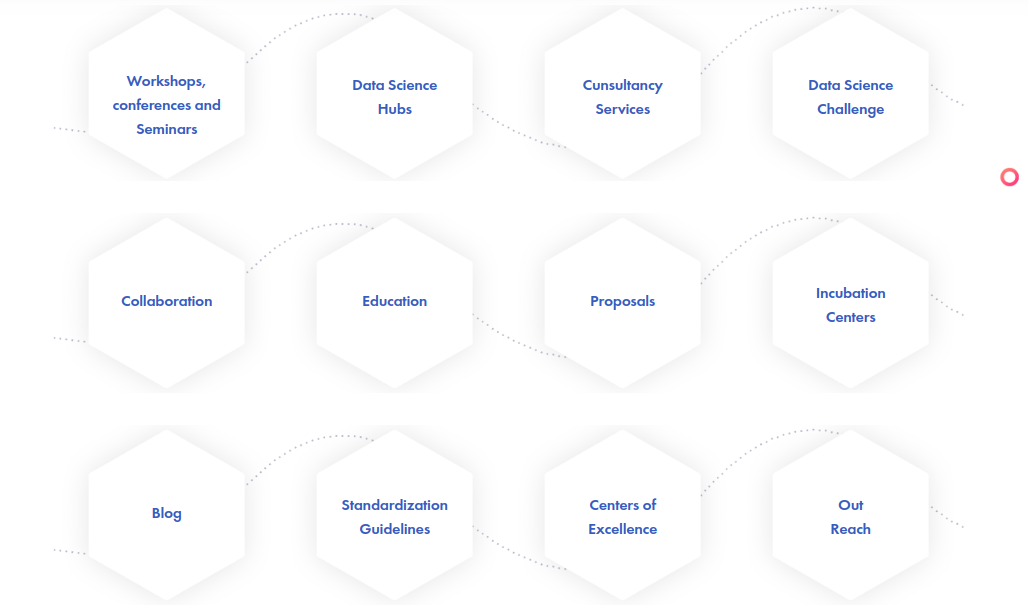 Workshops,
conferences and
Seminars
Data Science
Hubs
Cunsultancy
Services
Data Science
Challenge
Collaboration
Education
Proposals
Incubation
Centers
Blog
Standardization
Guidelines
Centers of
Excellence
Out
Reach